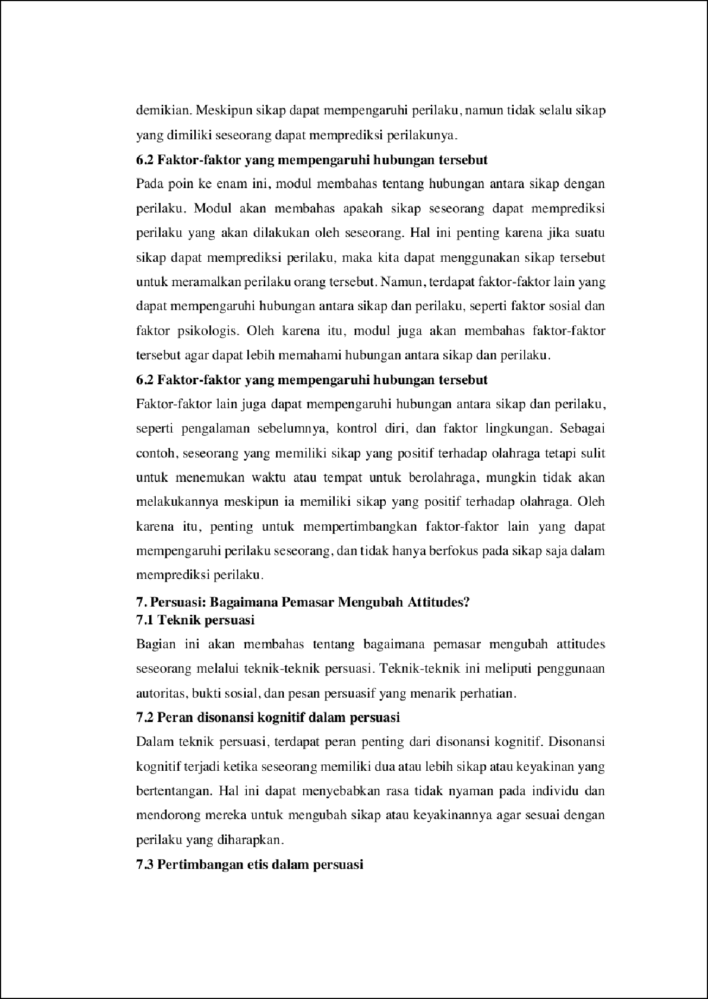 demikian. Meskipun sikap dapat mempengaruhi perilaku, namun tidak selalu sikap
yang dimiliki seseorang dapat memprediksi perilakunya.
6.2 Faktor-faktor yang mempengaruhi hubungan tersebut
Pada poin ke enam ini, modul membahas tentang hubungan antara sikap dengan
perilaku. Modul akan membahas apakah sikap seseorang dapat memprediksi
perilaku yang akan dilakukan oleh seseorang. Hal ini penting karena jika suatu
sikap dapat memprediksi perilaku, maka kita dapat menggunakan sikap tersebut
untuk meramalkan perilaku orang tersebut. Namun, terdapat faktor-faktor lain yang
dapat mempengaruhi hubungan antara sikap dan perilaku, seperti faktor sosial dan
faktor psikologis. Oleh karena itu, modul juga akan membahas faktor-faktor
tersebut agar dapat lebih memahami hubungan antara sikap dan perilaku.
6.2 Faktor-faktor yang mempengaruhi hubungan tersebut
Faktor-faktor lain juga dapat mempengaruhi hubungan antara sikap dan perilaku,
seperti pengalaman sebelumnya, kontrol diri, dan faktor lingkungan. Sebagai
contoh, seseorang yang memiliki sikap yang positif terhadap olahraga tetapi sulit
untuk menemukan waktu atau tempat untuk berolahraga, mungkin tidak akan
melakukannya meskipun ia memiliki sikap yang positif terhadap olahraga. Oleh
karena itu, penting untuk mempertimbangkan faktor-faktor lain yang dapat
mempengaruhi perilaku seseorang, dan tidak hanya berfokus pada sikap saja dalam
memprediksi perilaku.
7. Persuasi: Bagaimana Pemasar Mengubah Attitudes?
7.1 Teknik persuasi
Bagian ini akan membahas tentang bagaimana pemasar mengubah attitudes
seseorang melalui teknik-teknik persuasi. Teknik-teknik ini meliputi penggunaan
autoritas, bukti sosial, dan pesan persuasif yang menarik perhatian.
7.2 Peran disonansi kognitif dalam persuasi
Dalam teknik persuasi, terdapat peran penting dari disonansi kognitif. Disonansi
kognitif terjadi ketika seseorang memiliki dua atau lebih sikap atau keyakinan yang
bertentangan. Hal ini dapat menyebabkan rasa tidak nyaman pada individu dan
mendorong mereka untuk mengubah sikap atau keyakinannya agar sesuai dengan
perilaku yang diharapkan.
7.3 Pertimbangan etis dalam persuasi